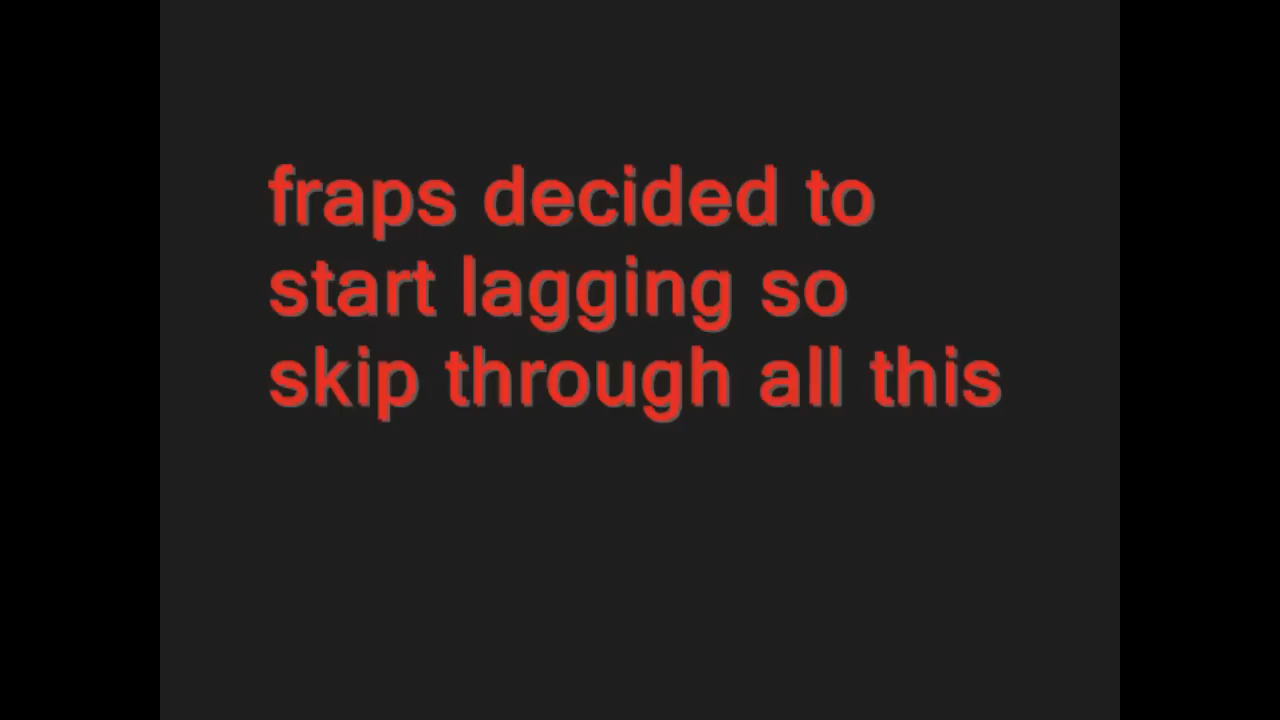 fraps decided to
start lagging so
skip through all this